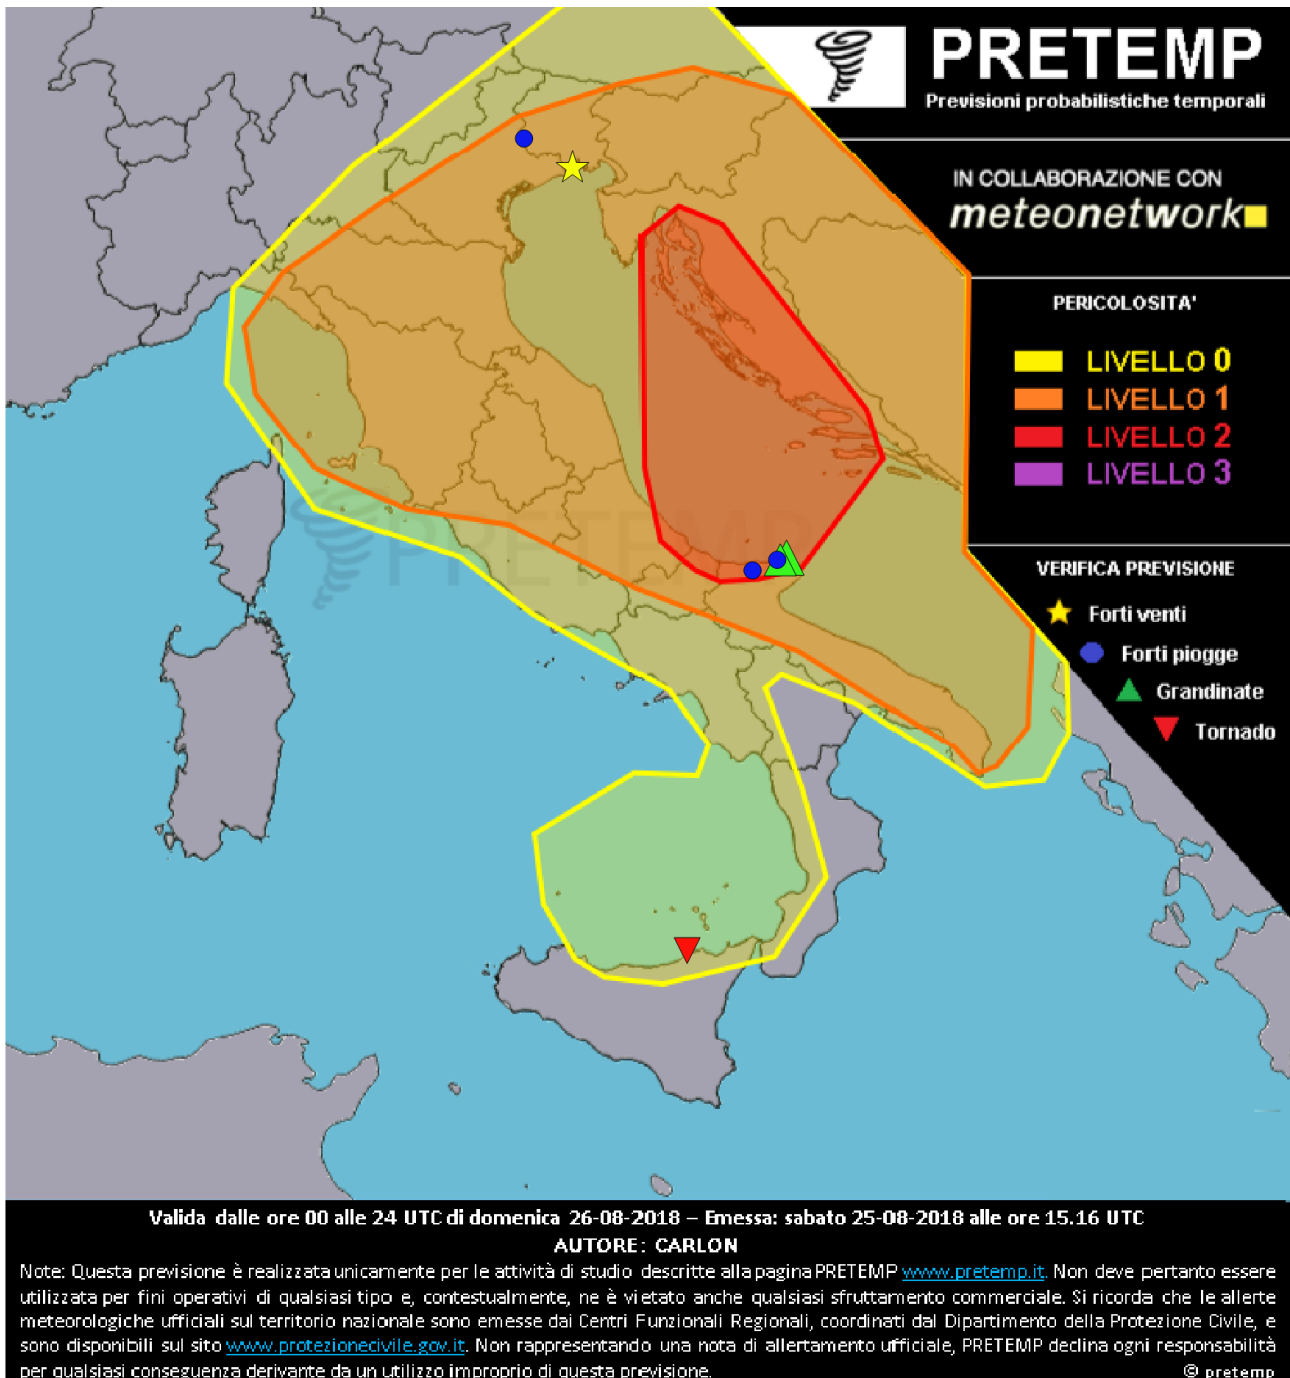 PRETEMP
Previsioni probabilistiche temporali
IN COLLABORAZIONE CON
meteonetwork
PERICOLOSITA'
LIVELLO 0
LIVELLO 1
LIVELLO 2
LIVELLO 3
PRETEMP
VERIFICA PREVISIONE
Forti venti
Forti piogge
Grandinate
Tornado
Valida dalle ore 00 alle 24 UTC di domenica 26-08-2018 – Emessa: sabato 25-08-2018 alle ore 15.16 UTC
AUTORE: CARLON
Note: Questa previsione è realizzata unicamente per le attività di studio descritte alla pagina PRETEMP wwww.pretemp.it. Non deve pertanto essere
utilizzata per fini operativi di qualsiasi tipo e, contestualmente, ne è vietato anche qualsiasi sfruttamento commerciale. Si ricorda che le allerte
meteorologiche ufficiali sul territorio nazionale sono emesse dai Centri Funzionali Regionali, coordinati dal Dipartimento della Protezione Civile, e
sono disponibili sul sito www.protezionecivile.gov.it. Non rappresentando una nota di allertamento ufficiale, PRETEMP declina ogni responsabilità
per qualsiasi conseguenza derivante da un utilizzo improprio di questa previsione.
© pretemp